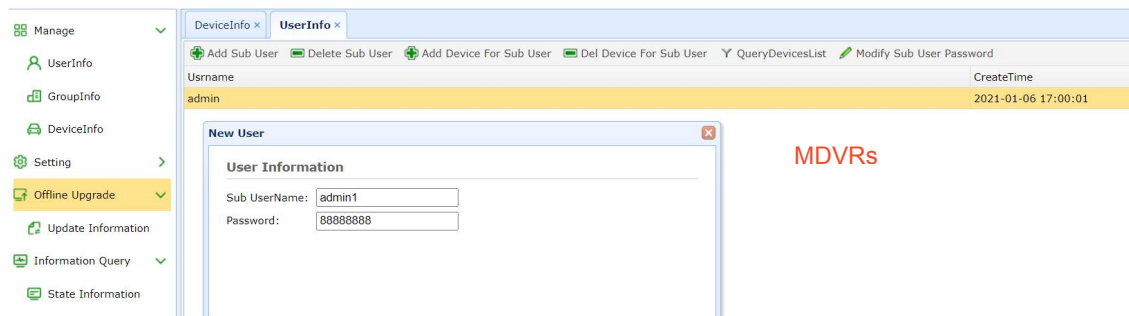 Manage
UserInfo
GroupInfo
DeviceInfo
Setting
Offline Upgrade
Update Information
Information Query
State Information
DeviceInfo × UserInfo ×
Add Sub User Delete Sub User Add Device For Sub User Del Device For Sub User QueryDevicesList Modify Sub User Password
Usrname CreateTime
admin 2021-01-06 17:00:01
New User
User Information
Sub UserName: admin1
Password: 88888888
MDVRs